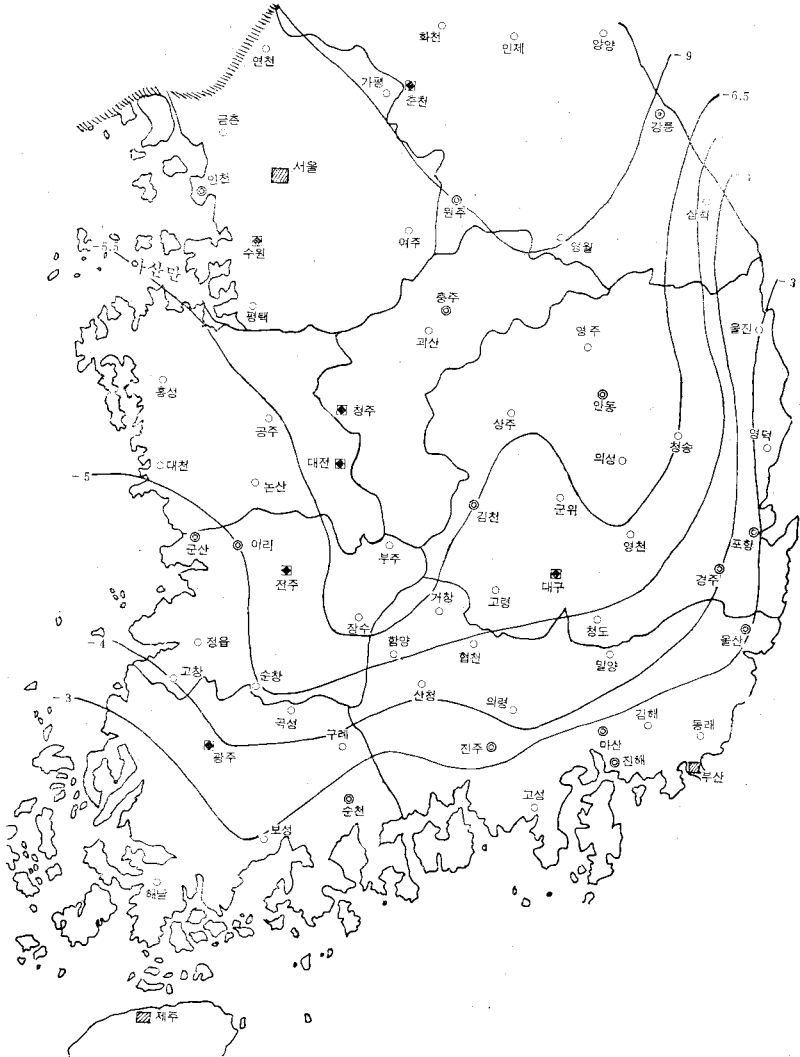 화천
인제
양양
연천
-9
가평
춘천
-6.5
금촌
강릉
서울
인천
원주
삼척
여주
수원
영월
-6.5
아산만
-3
평택
충주
괴산
울진
영주
홍성
안동
청주
상주
공주
영덕
청송
대전
의성
대천
-5
논산
김천
군위
영천
포항
군산
이리
부주
전주
대구
경주
고령
거창
장수
청도
울산
정읍
함양
협천
밀양
-4
고창
순창
산청
-3
의령
곡성
김해
동래
구례
진주
마산
광주
진해
부산
순천
고성
보성
해남
제주